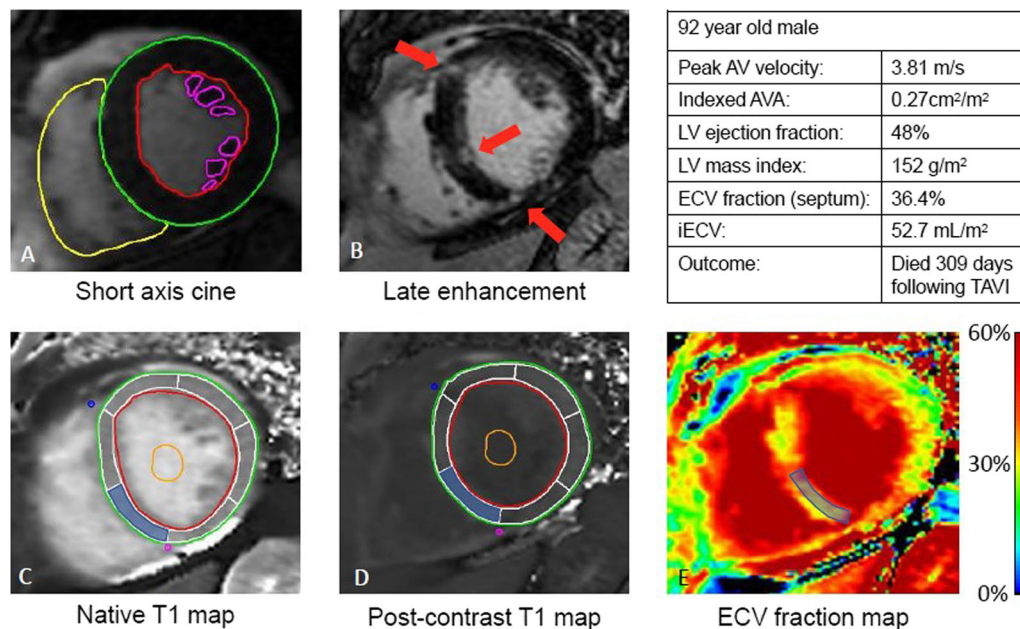 A
Short axis cine
B
Late enhancement
92 year old male
Peak AV velocity: 3.81 m/s
Indexed AVA: 0.27cm²/m²
LV ejection fraction: 48%
LV mass index: 152 g/m²
ECV fraction (septum): 36.4%
iECV: 52.7 mL/m²
Outcome: Died 309 days
following TAVI
C
Native T1 map
D
Post-contrast T1 map
E
ECV fraction map
60%
30%
0%